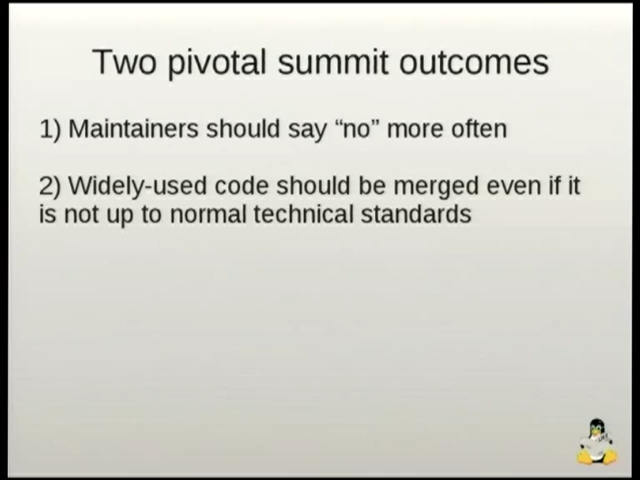 Two pivotal summit outcomes
1) Maintainers should say “no” more often
2) Widely-used code should be merged even if it
is not up to normal technical standards